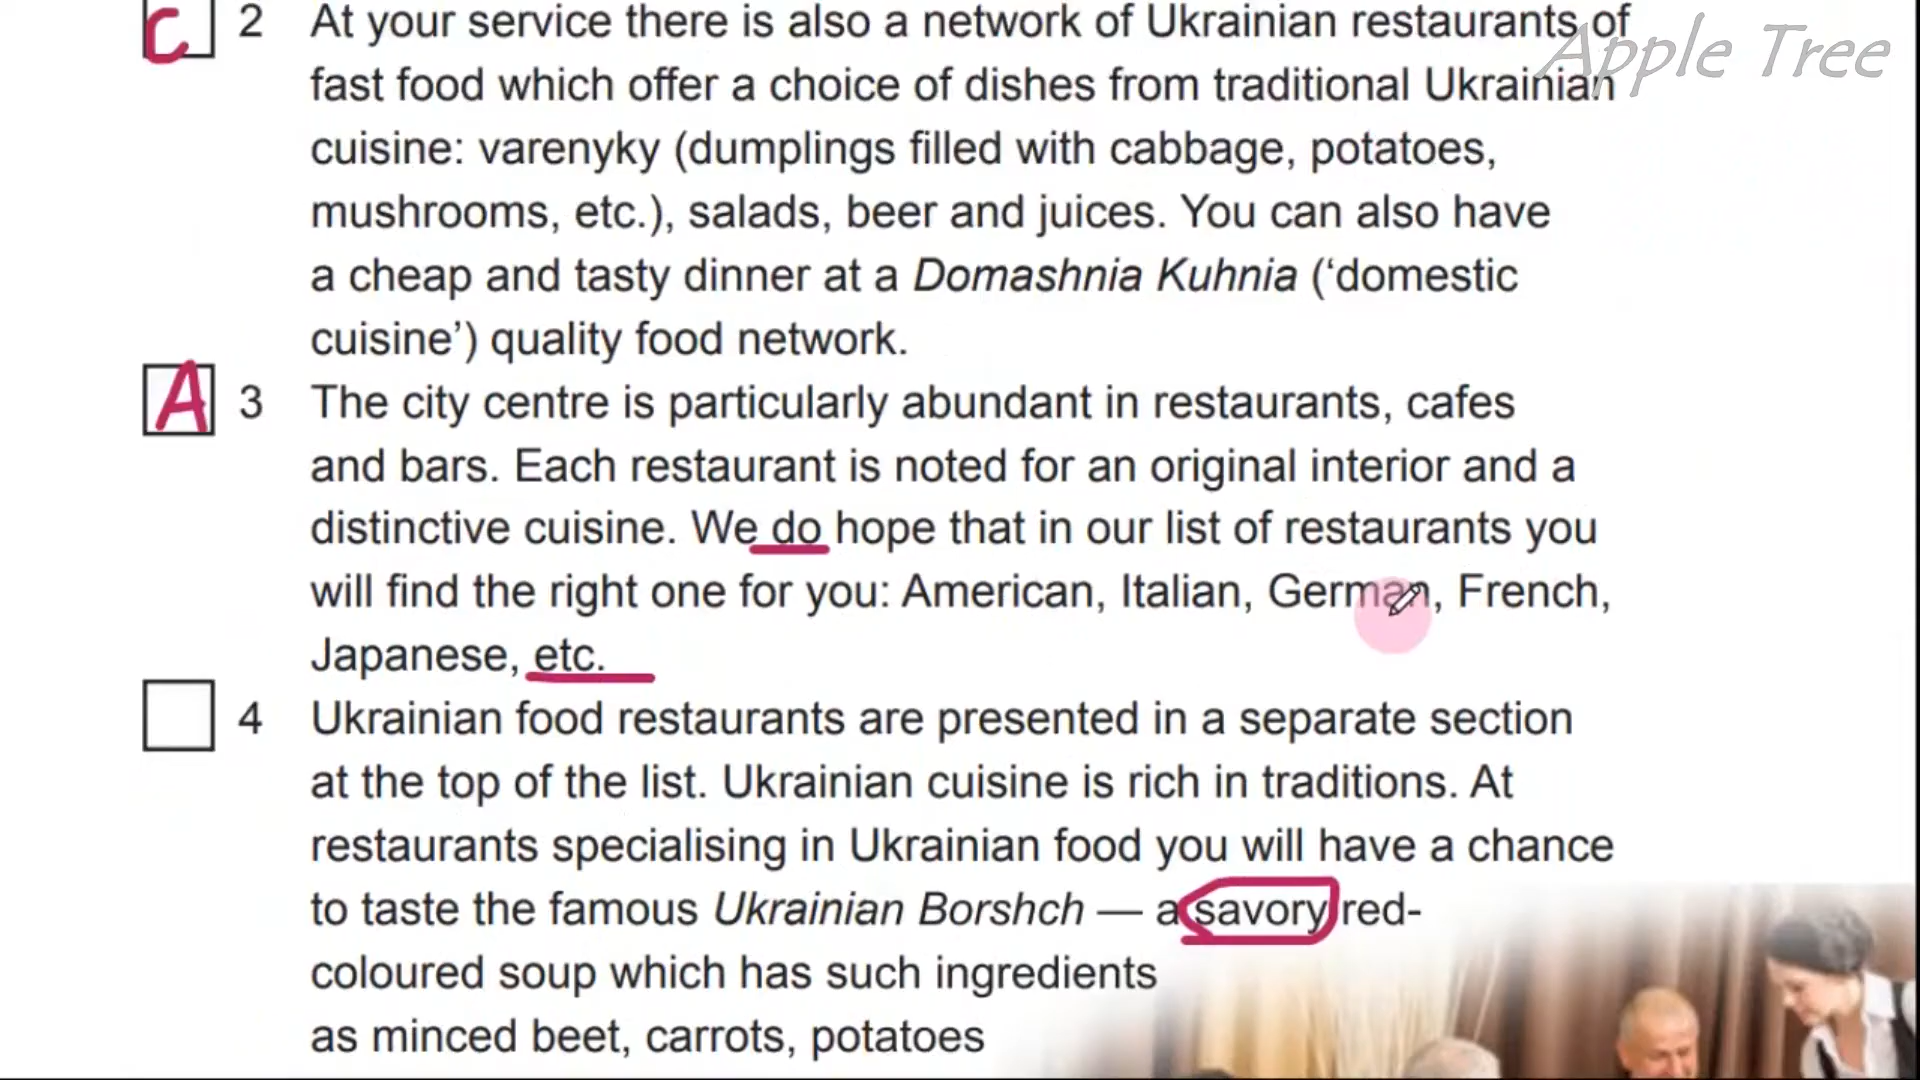 Apple Tree
C 2 At your service there is also a network of Ukrainian restaurants of
fast food which offer a choice of dishes from traditional Ukrainian
cuisine: varenyky (dumplings filled with cabbage, potatoes,
mushrooms, etc.), salads, beer and juices. You can also have
a cheap and tasty dinner at a Domashnia Kuhnia (‘domestic
cuisine’) quality food network.
A 3 The city centre is particularly abundant in restaurants, cafes
and bars. Each restaurant is noted for an original interior and a
distinctive cuisine. We do hope that in our list of restaurants you
will find the right one for you: American, Italian, German, French,
Japanese, etc.
4 Ukrainian food restaurants are presented in a separate section
at the top of the list. Ukrainian cuisine is rich in traditions. At
restaurants specialising in Ukrainian food you will have a chance
to taste the famous Ukrainian Borshch — a savory red-
coloured soup which has such ingredients
as minced beet, carrots, potatoes